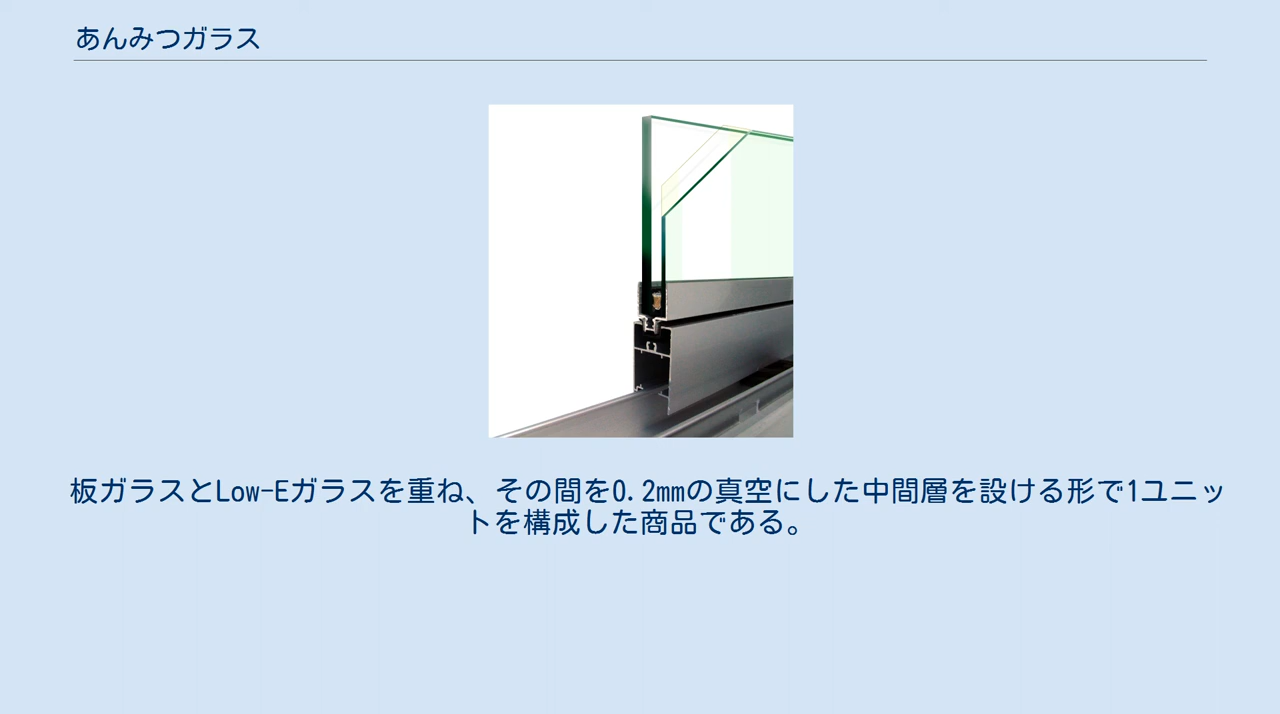 あんみつガラス
板ガラスとLow-Eガラスを重ね、その間を0.2mmの真空にした中間層を設ける形で1ユニッ
トを構成した商品である。